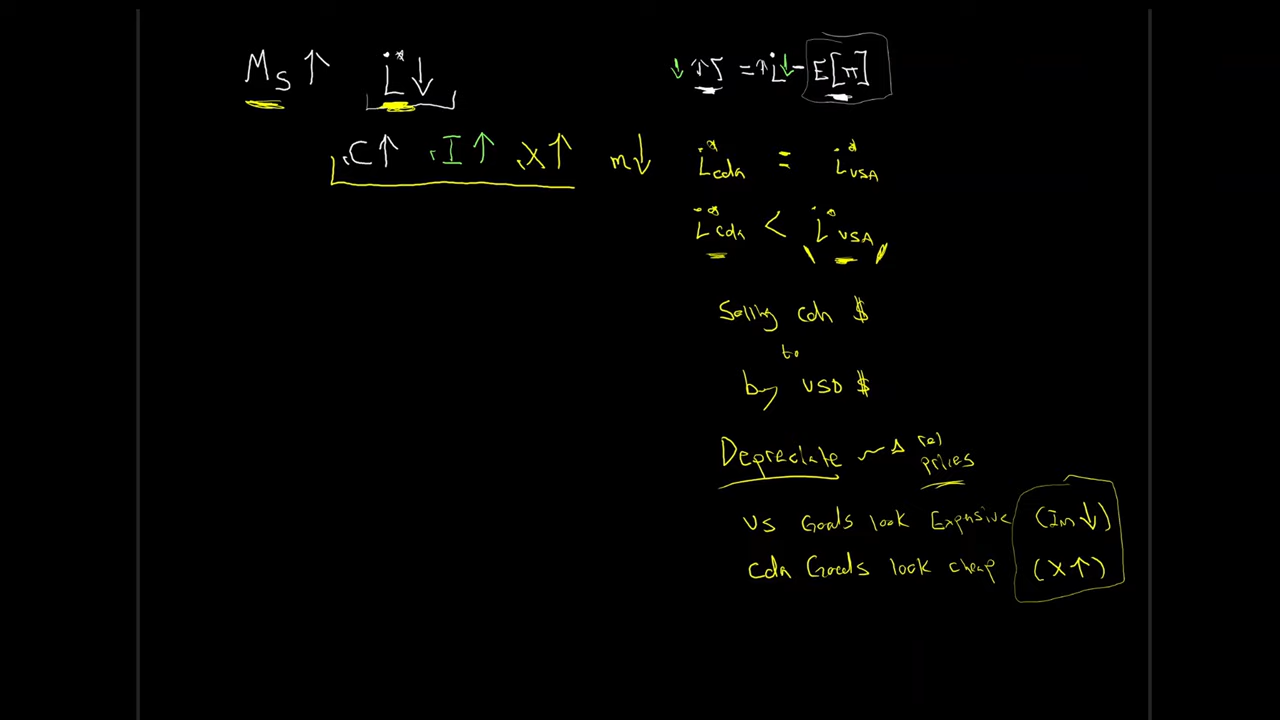 Ms ↑ i* ↓
↓ ↑ r = ↑ i ↓ - E[π]
C ↑ I ↑ X ↑ m ↓
i*cda = i*USA
i*cda < i*USA
Selling cdn $
to
buy USD $
Depreciate ~ Δ rel prices
US Goods look Expensive (Im ↓)
cda Goods look cheap (X ↑)